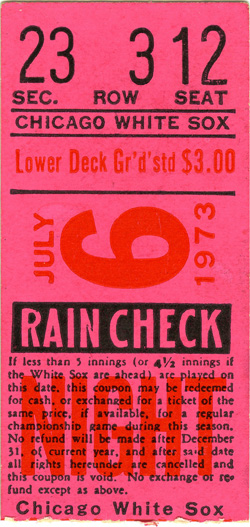 23 3 12
SEC. ROW SEAT
CHICAGO WHITE SOX
Lower Deck Gr'd'std $3.00
JULY 6 1973
RAIN CHECK
If less than 5 innings (or 4½ innings if
the White Sox are ahead) are played on
this date, this coupon may be redeemed
for cash, or exchanged for a ticket of the
same price, if available, for a regular
championship game during this season.
No refund will be made after December
31, of current year, and after said date
all rights hereunder are cancelled and
this coupon is void. No exchange or re-
fund except as above.
Chicago White Sox